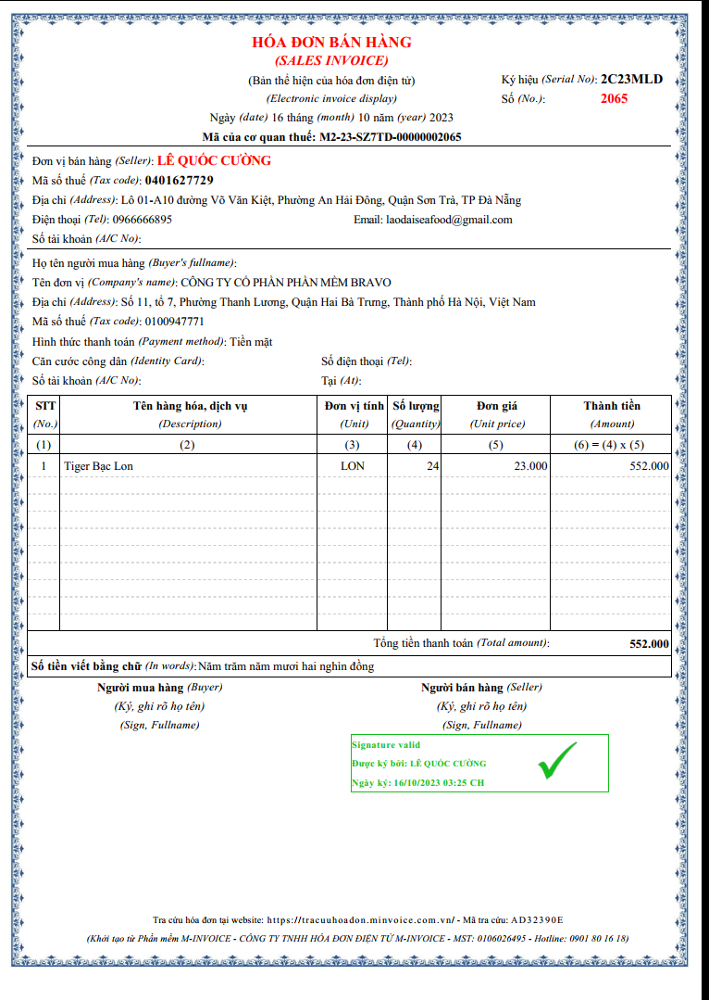 HÓA ĐƠN BÁN HÀNG
(SALES INVOICE)
(Bản thể hiện của hóa đơn điện tử)
(Electronic invoice display)
Ngày (date) 16 tháng (month) 10 năm (year) 2023
Mã của cơ quan thuế: M2-23-SZ7TD-00000002065
Ký hiệu (Serial No): 2C23MLD
Số (No.): 2065
Đơn vị bán hàng (Seller): LÊ QUỐC CƯỜNG
Mã số thuế (Tax code): 0401627729
Địa chỉ (Address): Lô 01-A10 đường Võ Văn Kiệt, Phường An Hải Đông, Quận Sơn Trà, TP Đà Nẵng
Điện thoại (Tel): 0966666895 Email: laodaiseafood@gmail.com
Số tài khoản (A/C No):
Họ tên người mua hàng (Buyer's fullname):
Tên đơn vị (Company's name): CÔNG TY CỔ PHẦN PHẦN MỀM BRAVO
Địa chỉ (Address): Số 11, tổ 7, Phường Thanh Lương, Quận Hai Bà Trưng, Thành phố Hà Nội, Việt Nam
Mã số thuế (Tax code): 0100947771
Hình thức thanh toán (Payment method): Tiền mặt
Căn cước công dân (Identity Card): Số điện thoại (Tel):
Số tài khoản (A/C No): Tại (At):
STT Tên hàng hóa, dịch vụ Đơn vị tính Số lượng Đơn giá Thành tiền
(No.) (Description) (Unit) (Quantity) (Unit price) (Amount)
(1) (2) (3) (4) (5) (6) = (4) x (5)
1 Tiger Bạc Lon LON 24 23.000 552.000
Tổng tiền thanh toán (Total amount): 552.000
Số tiền viết bằng chữ (In words): Năm trăm năm mươi hai nghìn đồng
Người mua hàng (Buyer) Người bán hàng (Seller)
(Ký, ghi rõ họ tên) (Ký, ghi rõ họ tên)
(Sign, Fullname) (Sign, Fullname)
Signature valid
Được ký bởi: LÊ QUỐC CƯỜNG
Ngày ký: 16/10/2023 03:25 CH
Tra cứu hóa đơn tại website: https://tracuuhoadon.minvoice.com.vn/ - Mã tra cứu: AD32390E
(Khởi tạo từ Phần mềm M-INVOICE - CÔNG TY TNHH HÓA ĐƠN ĐIỆN TỬ M-INVOICE - MST: 0106026495 - Hotline: 0901 80 16 18)